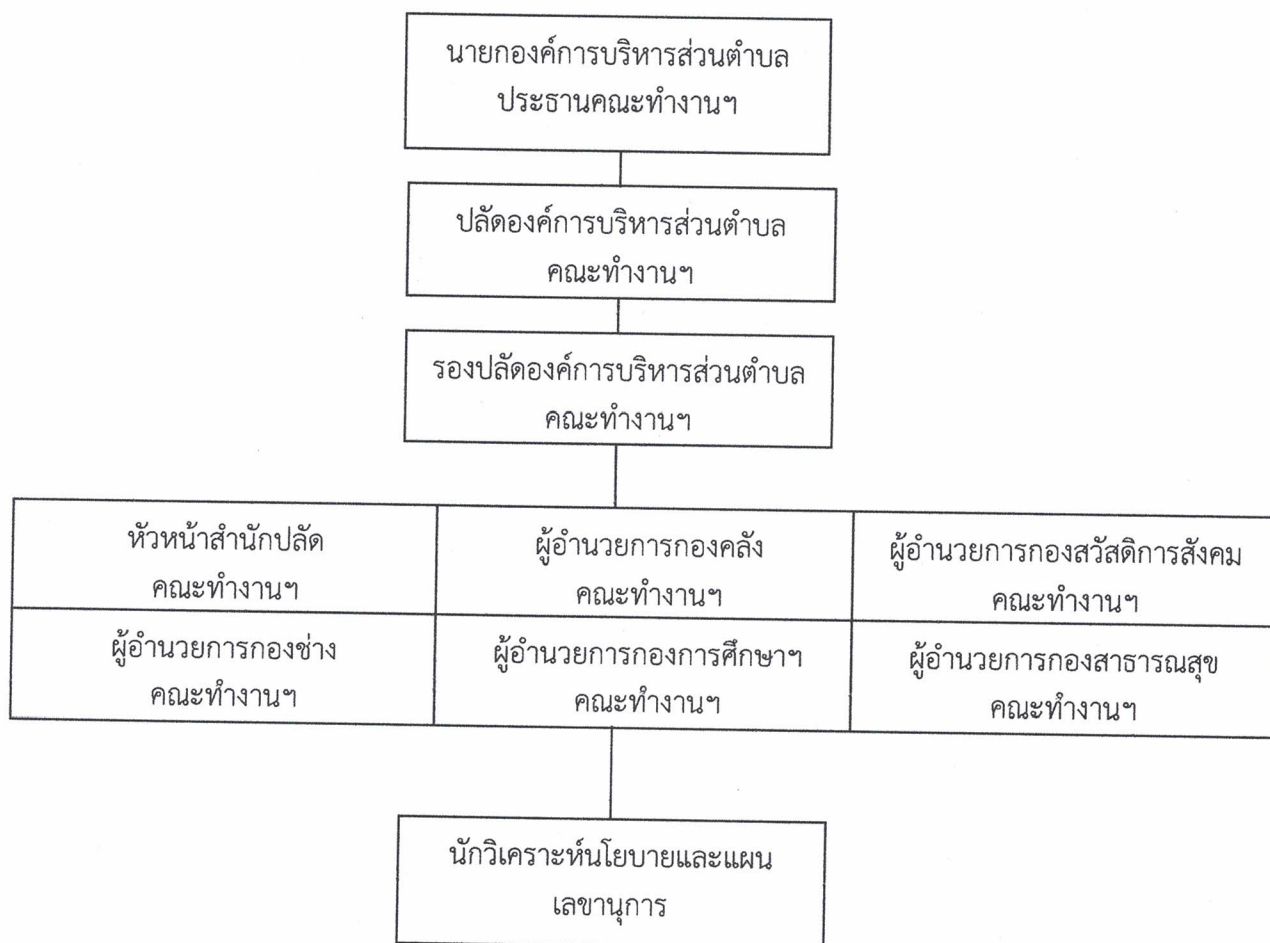 นายกองค์การบริหารส่วนตำบล
ประธานคณะทำงานฯ
ปลัดองค์การบริหารส่วนตำบล
คณะทำงานฯ
รองปลัดองค์การบริหารส่วนตำบล
คณะทำงานฯ
หัวหน้าสำนักปลัด
คณะทำงานฯ
ผู้อำนวยการกองคลัง
คณะทำงานฯ
ผู้อำนวยการกองสวัสดิการสังคม
คณะทำงานฯ
ผู้อำนวยการกองช่าง
คณะทำงานฯ
ผู้อำนวยการกองการศึกษาฯ
คณะทำงานฯ
ผู้อำนวยการกองสาธารณสุข
คณะทำงานฯ
นักวิเคราะห์นโยบายและแผน
เลขานุการ